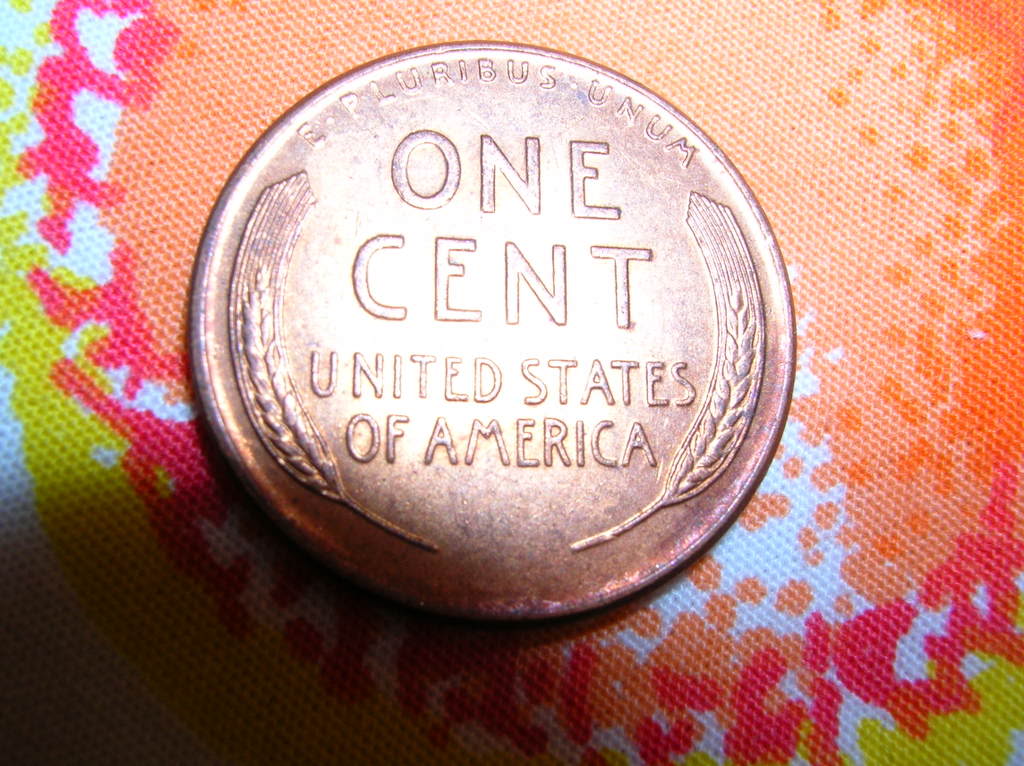 E · PLURIBUS · UNUM
ONE
CENT
UNITED STATES
OF AMERICA